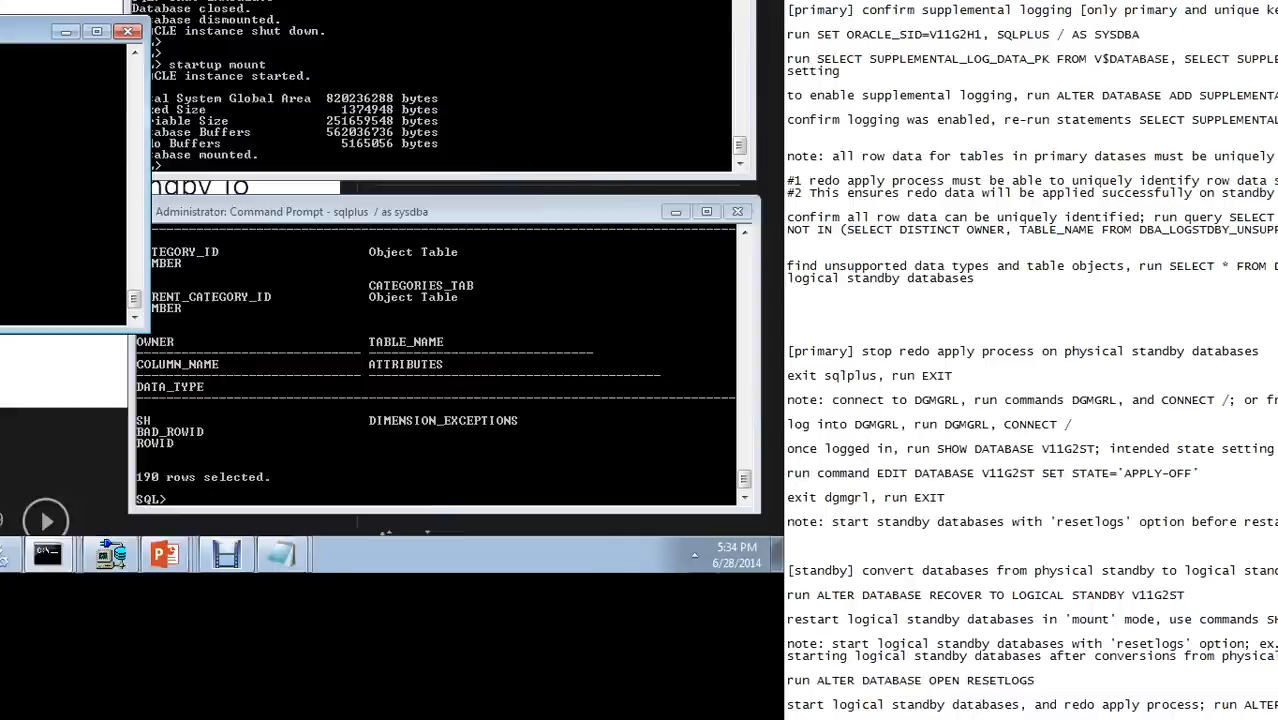 Database closed.
atabase dismounted.
CLE instance shut down.
>
>
> startup mount
CLE instance started.
al System Global Area 820236288 bytes
ed Size 1374948 bytes
riable Size 251659548 bytes
tabase Buffers 562036736 bytes
o Buffers 5165056 bytes
abase mounted.
>
ndby To
Administrator: Command Prompt - sqlplus / as sysdba
ATEGORY_ID Object Table
MBER
CATEGORIES_TAB
RENT_CATEGORY_ID Object Table
MBER
OWNER TABLE_NAME
COLUMN_NAME ATTRIBUTES
DATA_TYPE
SH DIMENSION_EXCEPTIONS
BAD_ROWID
ROWID
190 rows selected.
SQL>
5:34 PM
6/28/2014
[primary] confirm supplemental logging [only primary and unique ke
run SET ORACLE_SID=V11G2H1, SQLPLUS / AS SYSDBA
run SELECT SUPPLEMENTAL_LOG_DATA_PK FROM V$DATABASE, SELECT SUPPLE
setting
to enable supplemental logging, run ALTER DATABASE ADD SUPPLEMENTA
confirm logging was enabled, re-run statements SELECT SUPPLEMENTAL
note: all row data for tables in primary datases must be uniquely
#1 redo apply process must be able to uniquely identify row data s
#2 This ensures redo data will be applied successfully on standby
confirm all row data can be uniquely identified; run query SELECT
NOT IN (SELECT DISTINCT OWNER, TABLE_NAME FROM DBA_LOGSTDBY_UNSUPP
find unsupported data types and table objects, run SELECT * FROM D
logical standby databases
[primary] stop redo apply process on physical standby databases
exit sqlplus, run EXIT
note: connect to DGMGRL, run commands DGMGRL, and CONNECT /; or fr
log into DGMGRL, run DGMGRL, CONNECT /
once logged in, run SHOW DATABASE V11G2ST; intended state setting
run command EDIT DATABASE V11G2ST SET STATE='APPLY-OFF'
exit dgmgrl, run EXIT
note: start standby databases with 'resetlogs' option before resta
[standby] convert databases from physical standby to logical stand
run ALTER DATABASE RECOVER TO LOGICAL STANDBY V11G2ST
restart logical standby databases in 'mount' mode, use commands SH
note: start logical standby databases with 'resetlogs' option; ex.
starting logical standby databases after conversions from physica
run ALTER DATABASE OPEN RESETLOGS
start logical standby databases, and redo apply process; run ALTER